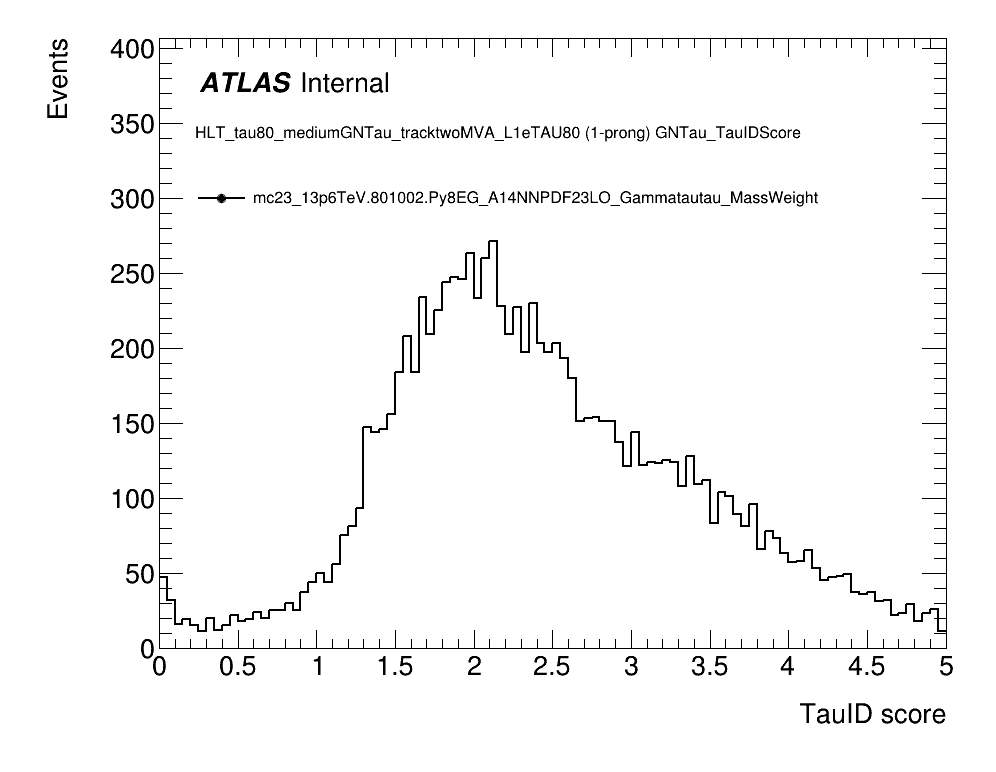 Events
400
350
300
250
200
150
100
50
0
ATLAS Internal
HLT_tau80_mediumGNTau_tracktwoMVA_L1eTAU80 (1-prong) GNTau_TauIDScore
mc23_13p6TeV.801002.Py8EG_A14NNPDF23LO_Gammatautau_MassWeight
0 0.5 1 1.5 2 2.5 3 3.5 4 4.5 5
TauID score